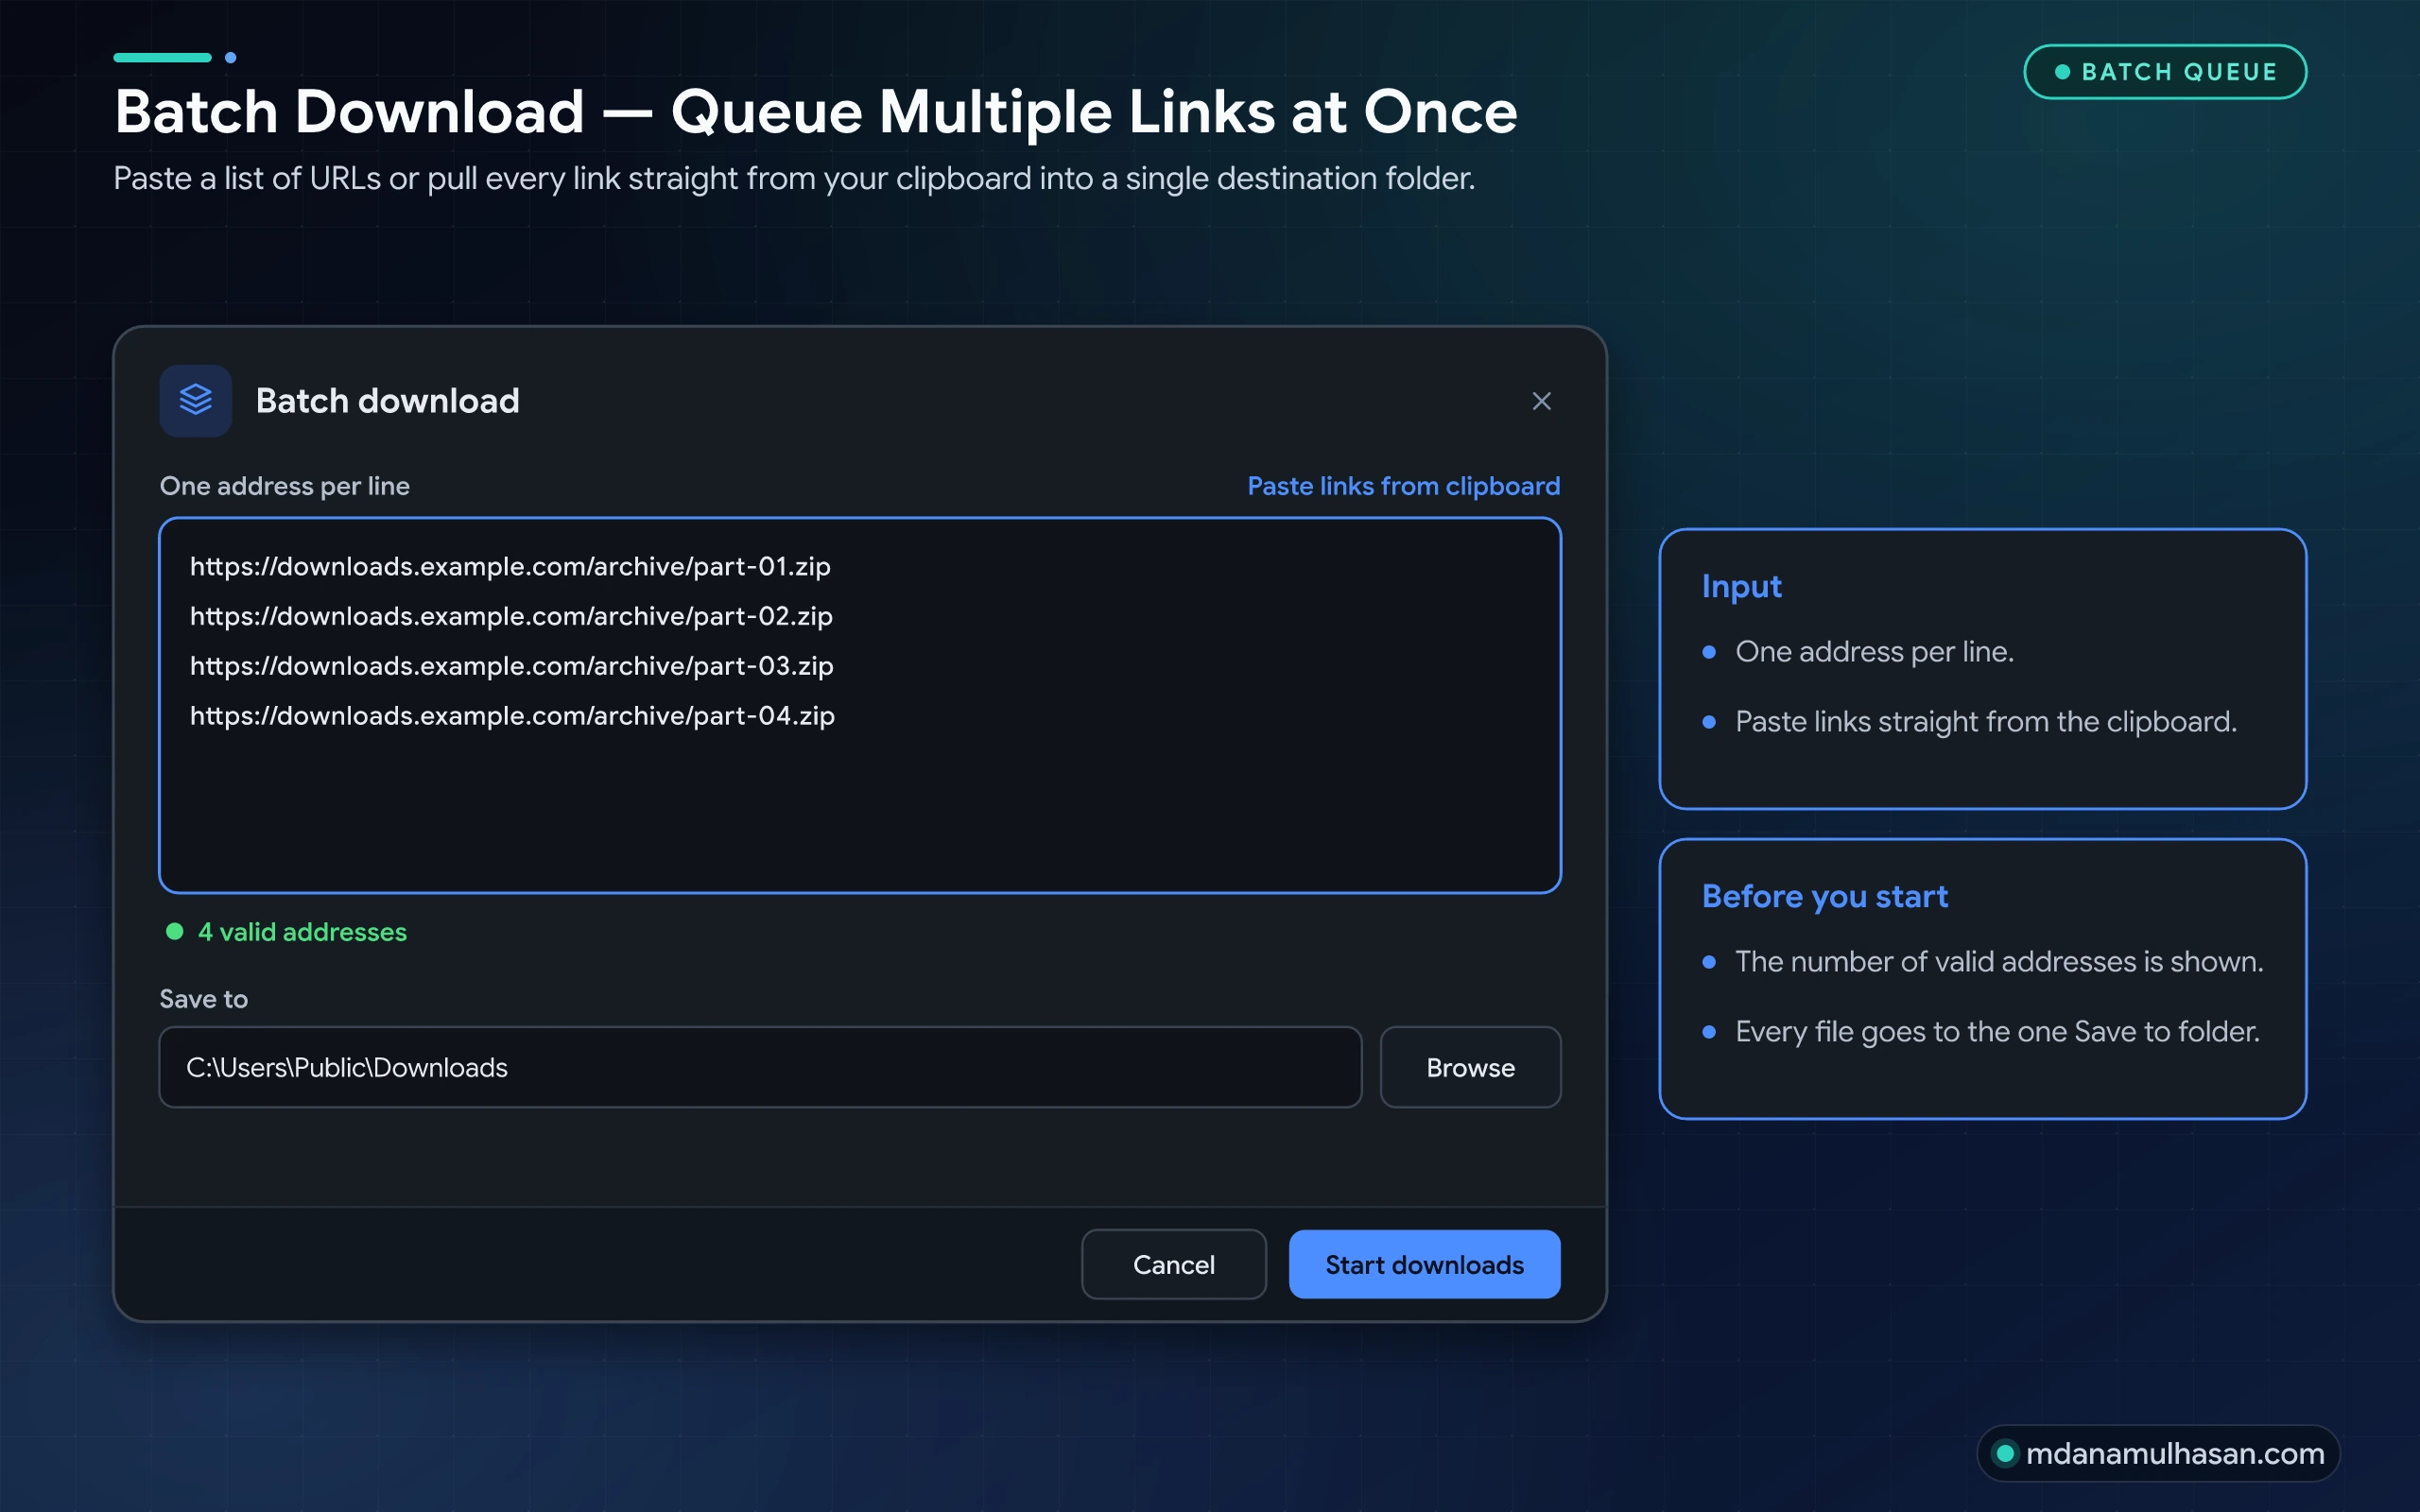 BATCH QUEUE
Batch Download — Queue Multiple Links at Once
Paste a list of URLs or pull every link straight from your clipboard into a single destination folder.
Batch download
One address per line
Paste links from clipboard
https://downloads.example.com/archive/part-01.zip
https://downloads.example.com/archive/part-02.zip
https://downloads.example.com/archive/part-03.zip
https://downloads.example.com/archive/part-04.zip
4 valid addresses
Save to
C:\Users\Public\Downloads
Browse
Cancel
Start downloads
Input
One address per line.
Paste links straight from the clipboard.
Before you start
The number of valid addresses is shown.
Every file goes to the one Save to folder.
mdanamulhasan.com